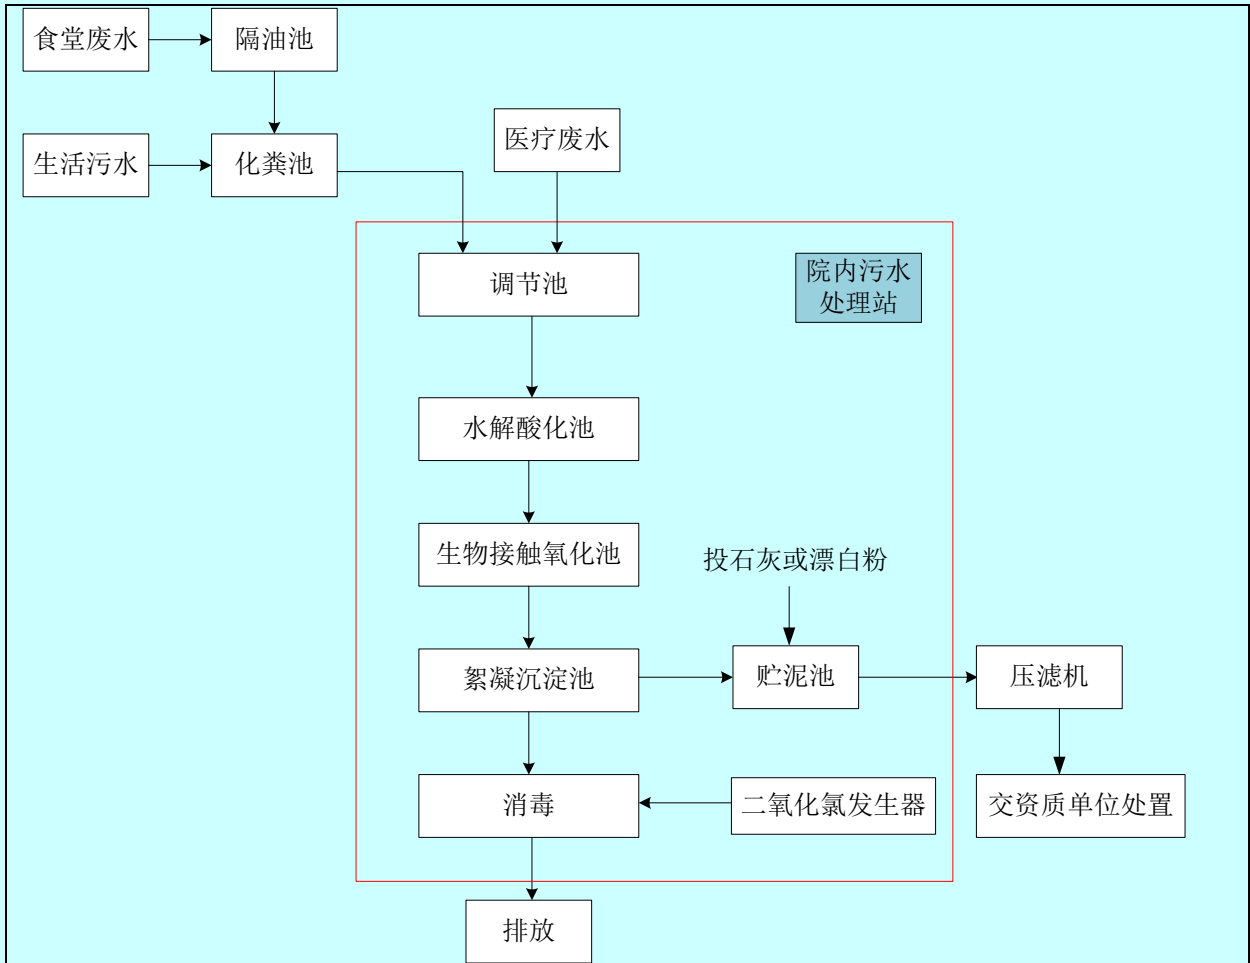 食堂废水
隔油池
生活污水
化粪池
医疗废水
调节池
院内污水
处理站
水解酸化池
生物接触氧化池
投石灰或漂白粉
絮凝沉淀池
贮泥池
压滤机
消毒
二氧化氯发生器
交资质单位处置
排放